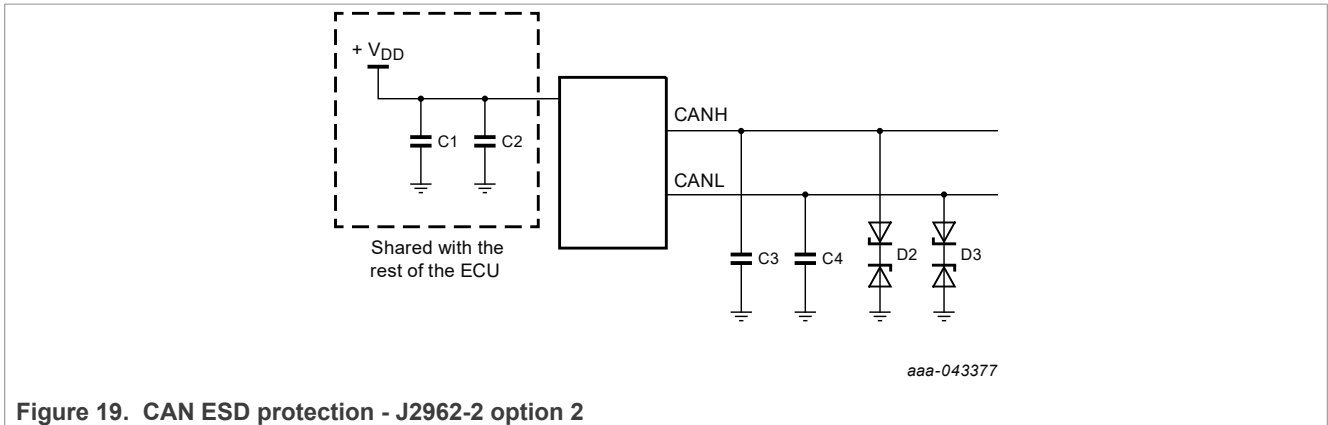 + VDD
C1
C2
Shared with the
rest of the ECU
CANH
CANL
C3
C4
D2
D3
aaa-043377
Figure 19. CAN ESD protection - J2962-2 option 2